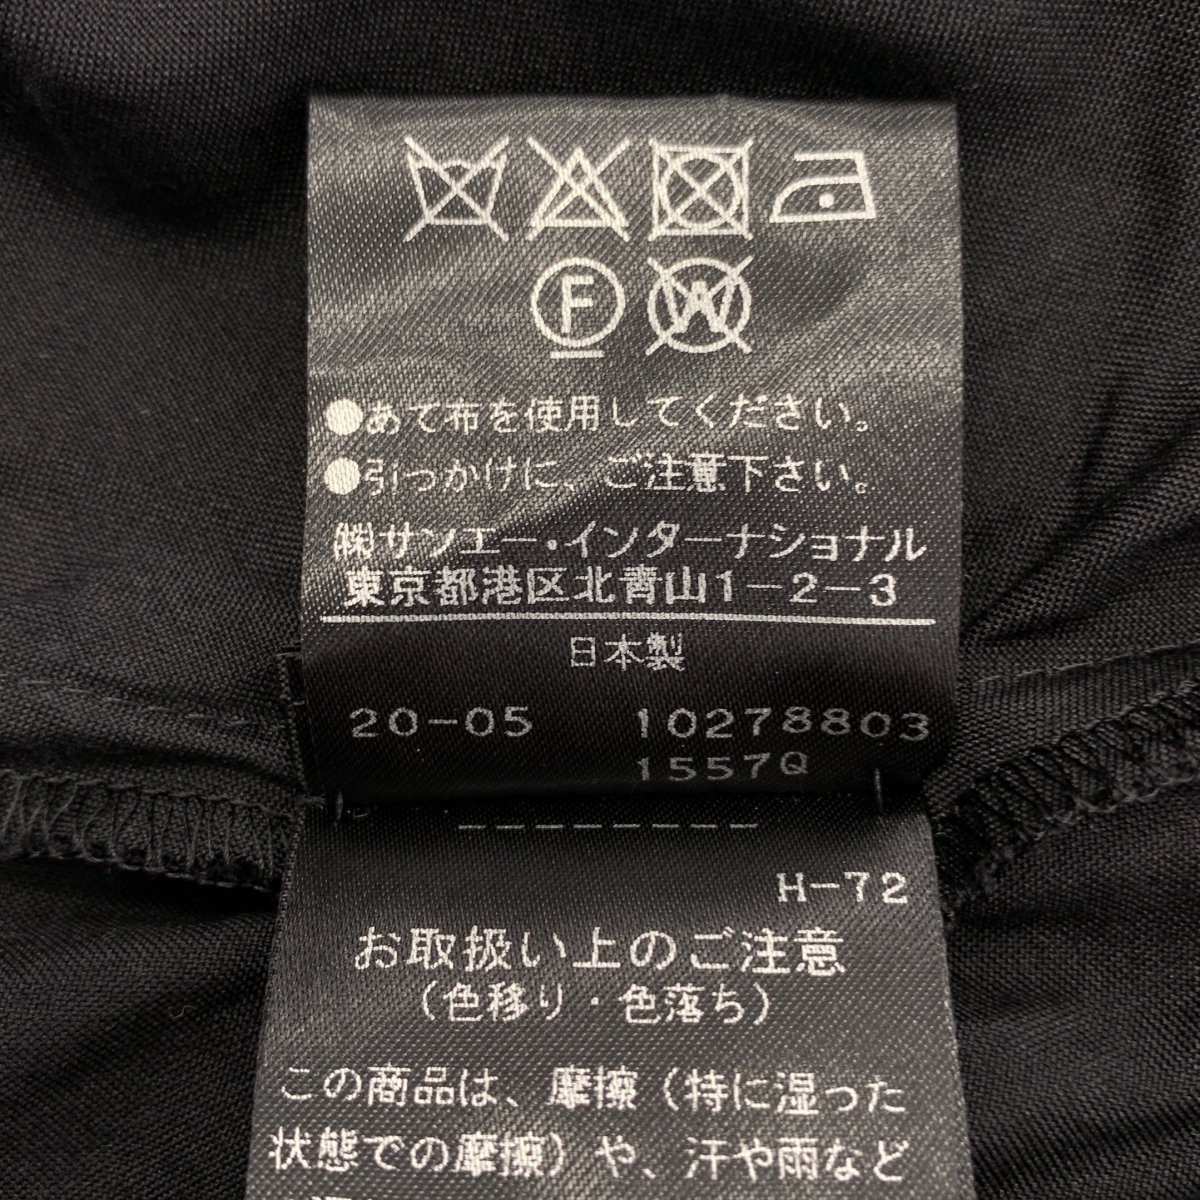 F W
●あて布を使用してください。
●引っかけに、ご注意下さい。
㈱サンエー・インターナショナル
東京都港区北青山1-2-3
日本製
20-05 10278803
1557Q
--------
H-72
お取扱い上のご注意
(色移り・色落ち)
この商品は、摩擦(特に湿った
状態での摩擦)や、汗や雨など